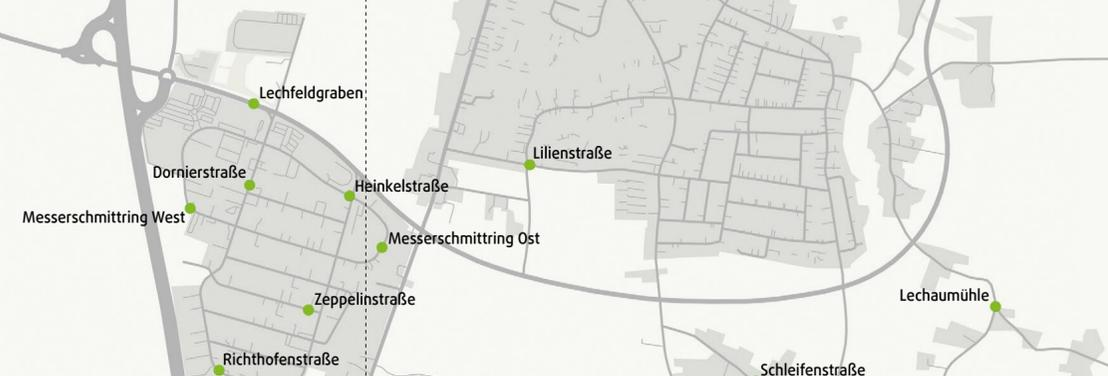 Lechfeldgraben
Lilienstraße
Dornierstraße
Heinkelstraße
Messerschmittring West
Messerschmittring Ost
Lechaumühle
Zeppelinstraße
Richthofenstraße
Schleifenstraße